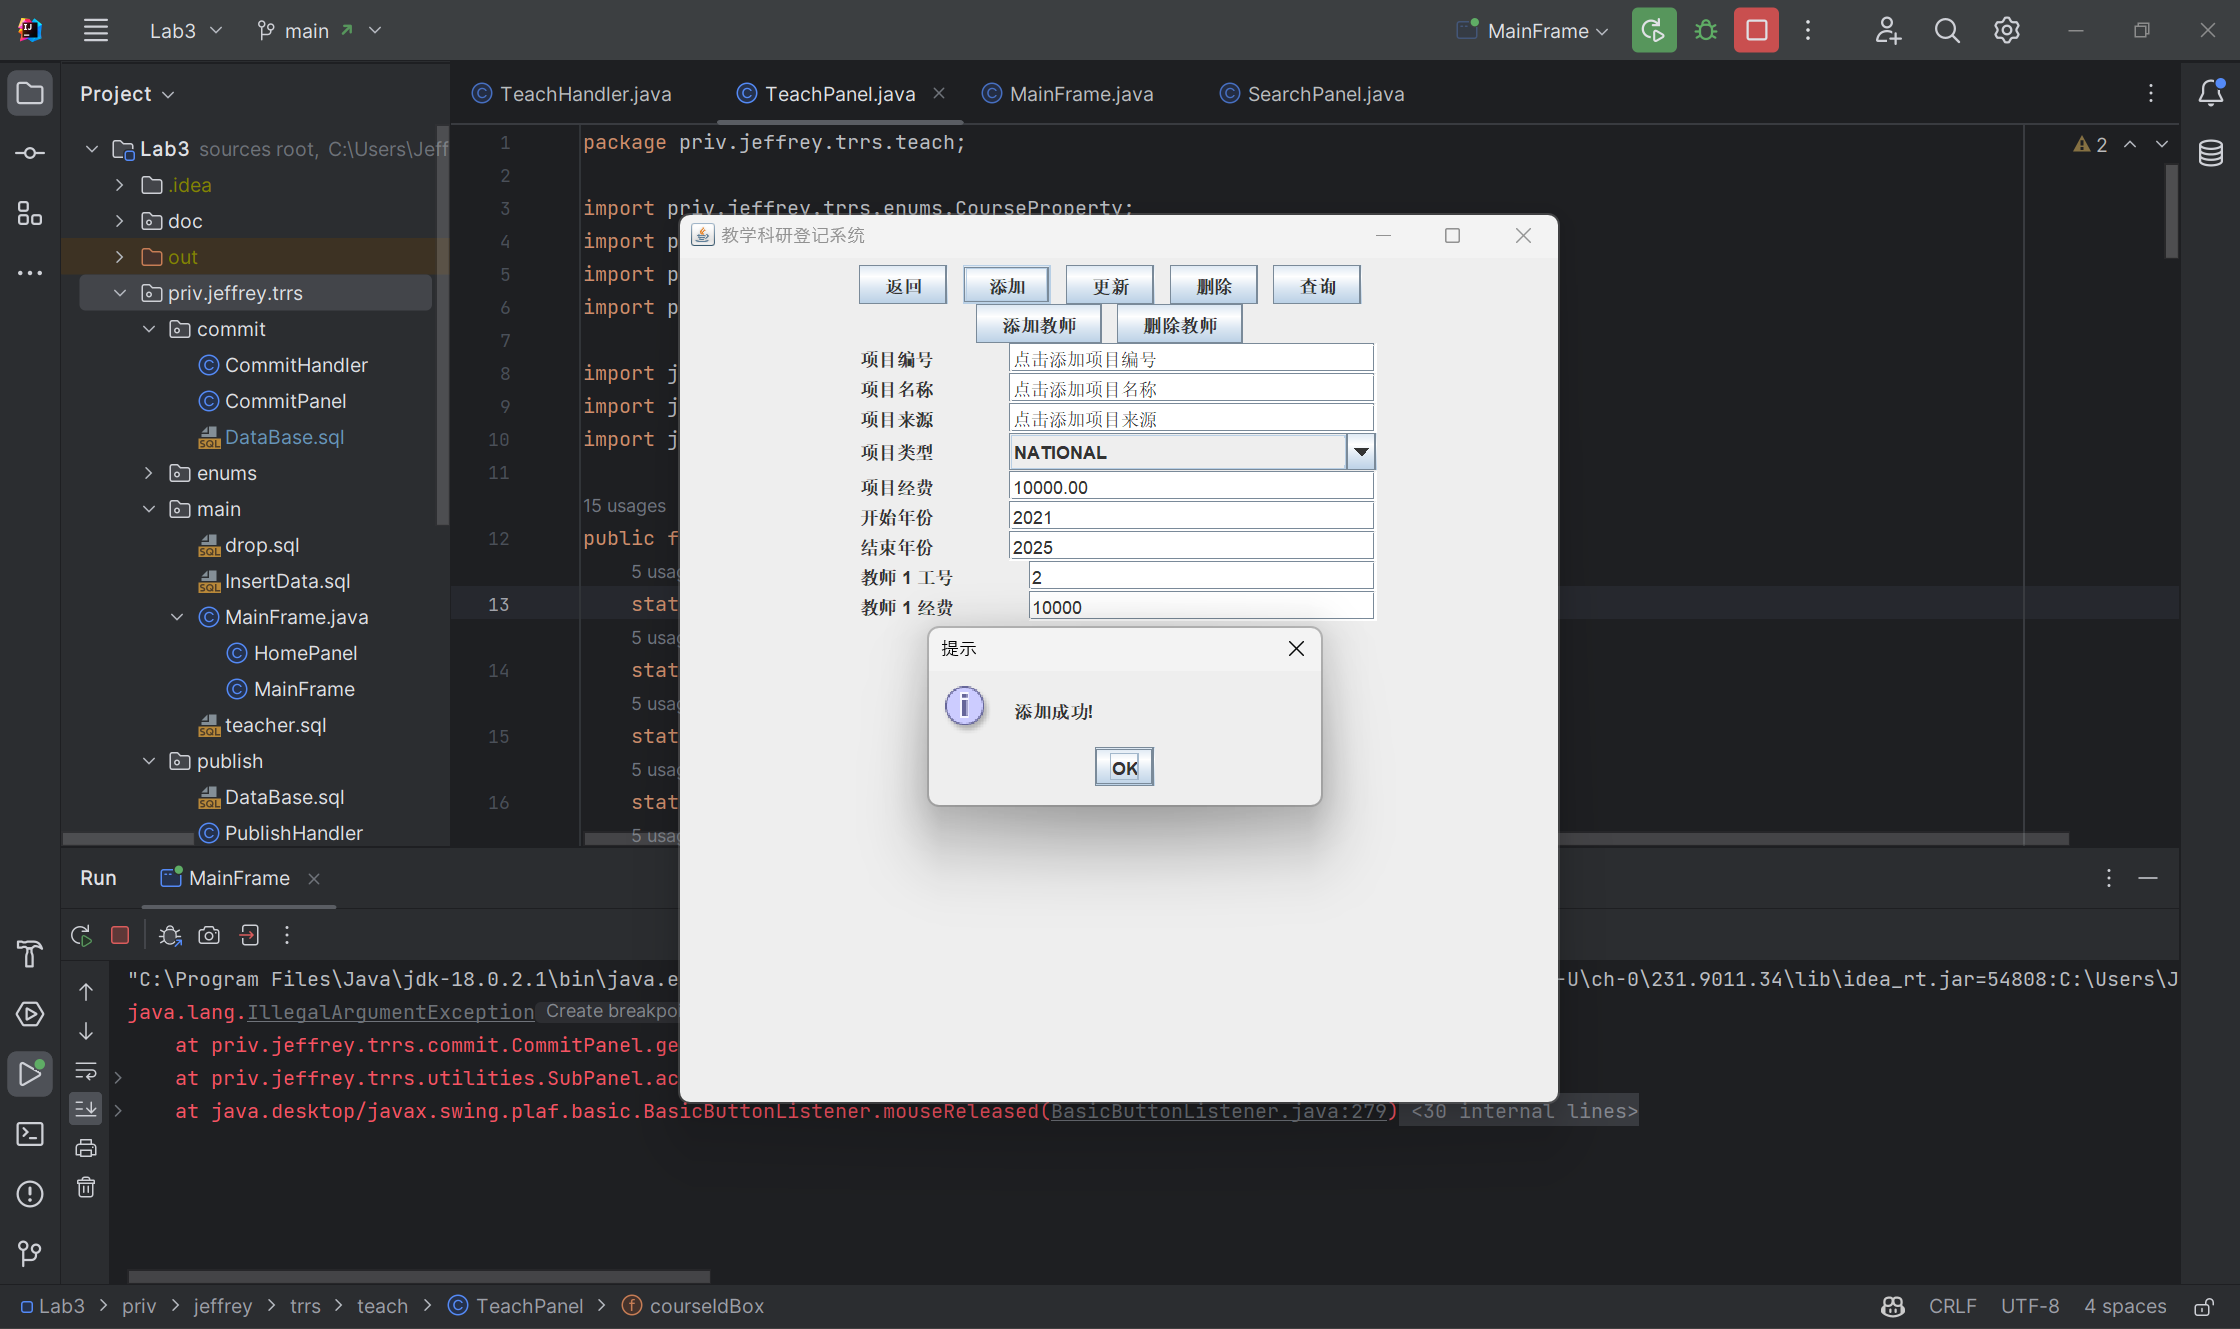 Lab3
main
MainFrame
Project
TeachHandler.java
TeachPanel.java
MainFrame.java
SearchPanel.java
Lab3 sources root, C:\Users\Jeff
.idea
doc
out
priv.jeffrey.trrs
commit
CommitHandler
CommitPanel
DataBase.sql
enums
main
drop.sql
InsertData.sql
MainFrame.java
HomePanel
MainFrame
teacher.sql
publish
DataBase.sql
PublishHandler
2
1 package priv.jeffrey.trrs.teach;
2
3 import priv.jeffrey.trrs.enums.CourseProperty;
4 import p
5 import p
6 import p
7
8 import j
9 import j
10 import j
11
15 usages
12 public f
5 usag
13 stat
5 usag
14 stat
5 usag
15 stat
5 usag
16 stat
5 usag
教学科研登记系统
返回 添加 更新 删除 查询
添加教师 删除教师
项目编号 点击添加项目编号
项目名称 点击添加项目名称
项目来源 点击添加项目来源
项目类型 NATIONAL
项目经费 10000.00
开始年份 2021
结束年份 2025
教师 1 工号 2
教师 1 经费 10000
提示
添加成功!
OK
Run MainFrame
"C:\Program Files\Java\jdk-18.0.2.1\bin\java.e
-U\ch-0\231.9011.34\lib\idea_rt.jar=54808:C:\Users\J
java.lang.IllegalArgumentException Create breakpoi
at priv.jeffrey.trrs.commit.CommitPanel.ge
at priv.jeffrey.trrs.utilities.SubPanel.ac
at java.desktop/javax.swing.plaf.basic.BasicButtonListener.mouseReleased(BasicButtonListener.java:279) <30 internal lines>
Lab3 > priv > jeffrey > trrs > teach > TeachPanel > courseIdBox
CRLF UTF-8 4 spaces